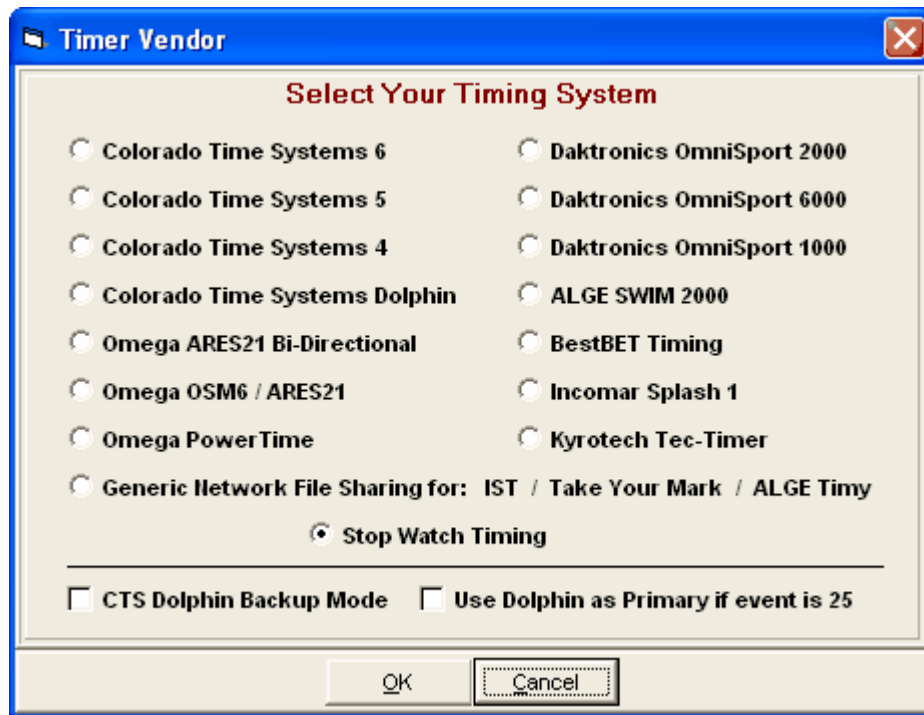 Timer Vendor
Select Your Timing System
Colorado Time Systems 6
Colorado Time Systems 5
Colorado Time Systems 4
Colorado Time Systems Dolphin
Omega ARES21 Bi-Directional
Omega OSM6 / ARES21
Omega PowerTime
Daktronics OmniSport 2000
Daktronics OmniSport 6000
Daktronics OmniSport 1000
ALGE SWIM 2000
BestBET Timing
Incomar Splash 1
Kyrotech Tec-Timer
Generic Network File Sharing for: IST / Take Your Mark / ALGE Timy
Stop Watch Timing
CTS Dolphin Backup Mode
Use Dolphin as Primary if event is 25
OK
Cancel